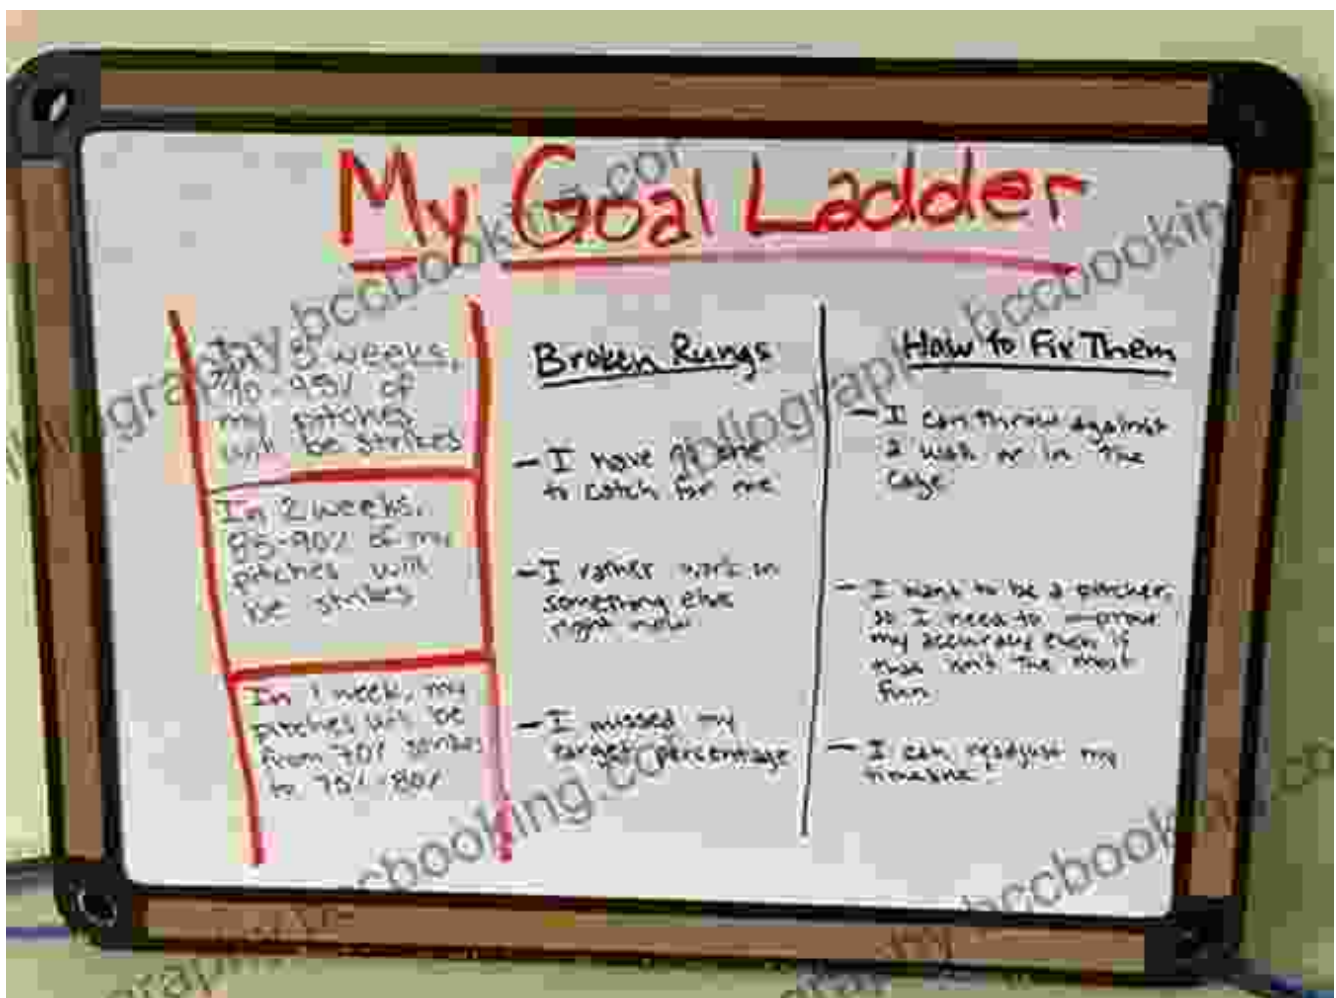 My Goal Ladder
In 3 weeks,
90-95% of
my pitches
will be strikes
In 2 weeks,
85-90% of my
pitches will
be strikes
In 1 week, my
pitches will be
from 70% strikes
to 75%-80%
Broken Rungs
- I have no one
to catch for me
- I rather work on
something else
right now
- I missed my
target percentage
How to Fix Them
- I can throw against
a wall or in the
cage
- I want to be a pitcher,
so I need to improve
my accuracy even if
this isn't the most
fun
- I can readjust my
timeline!
bccbooking.com